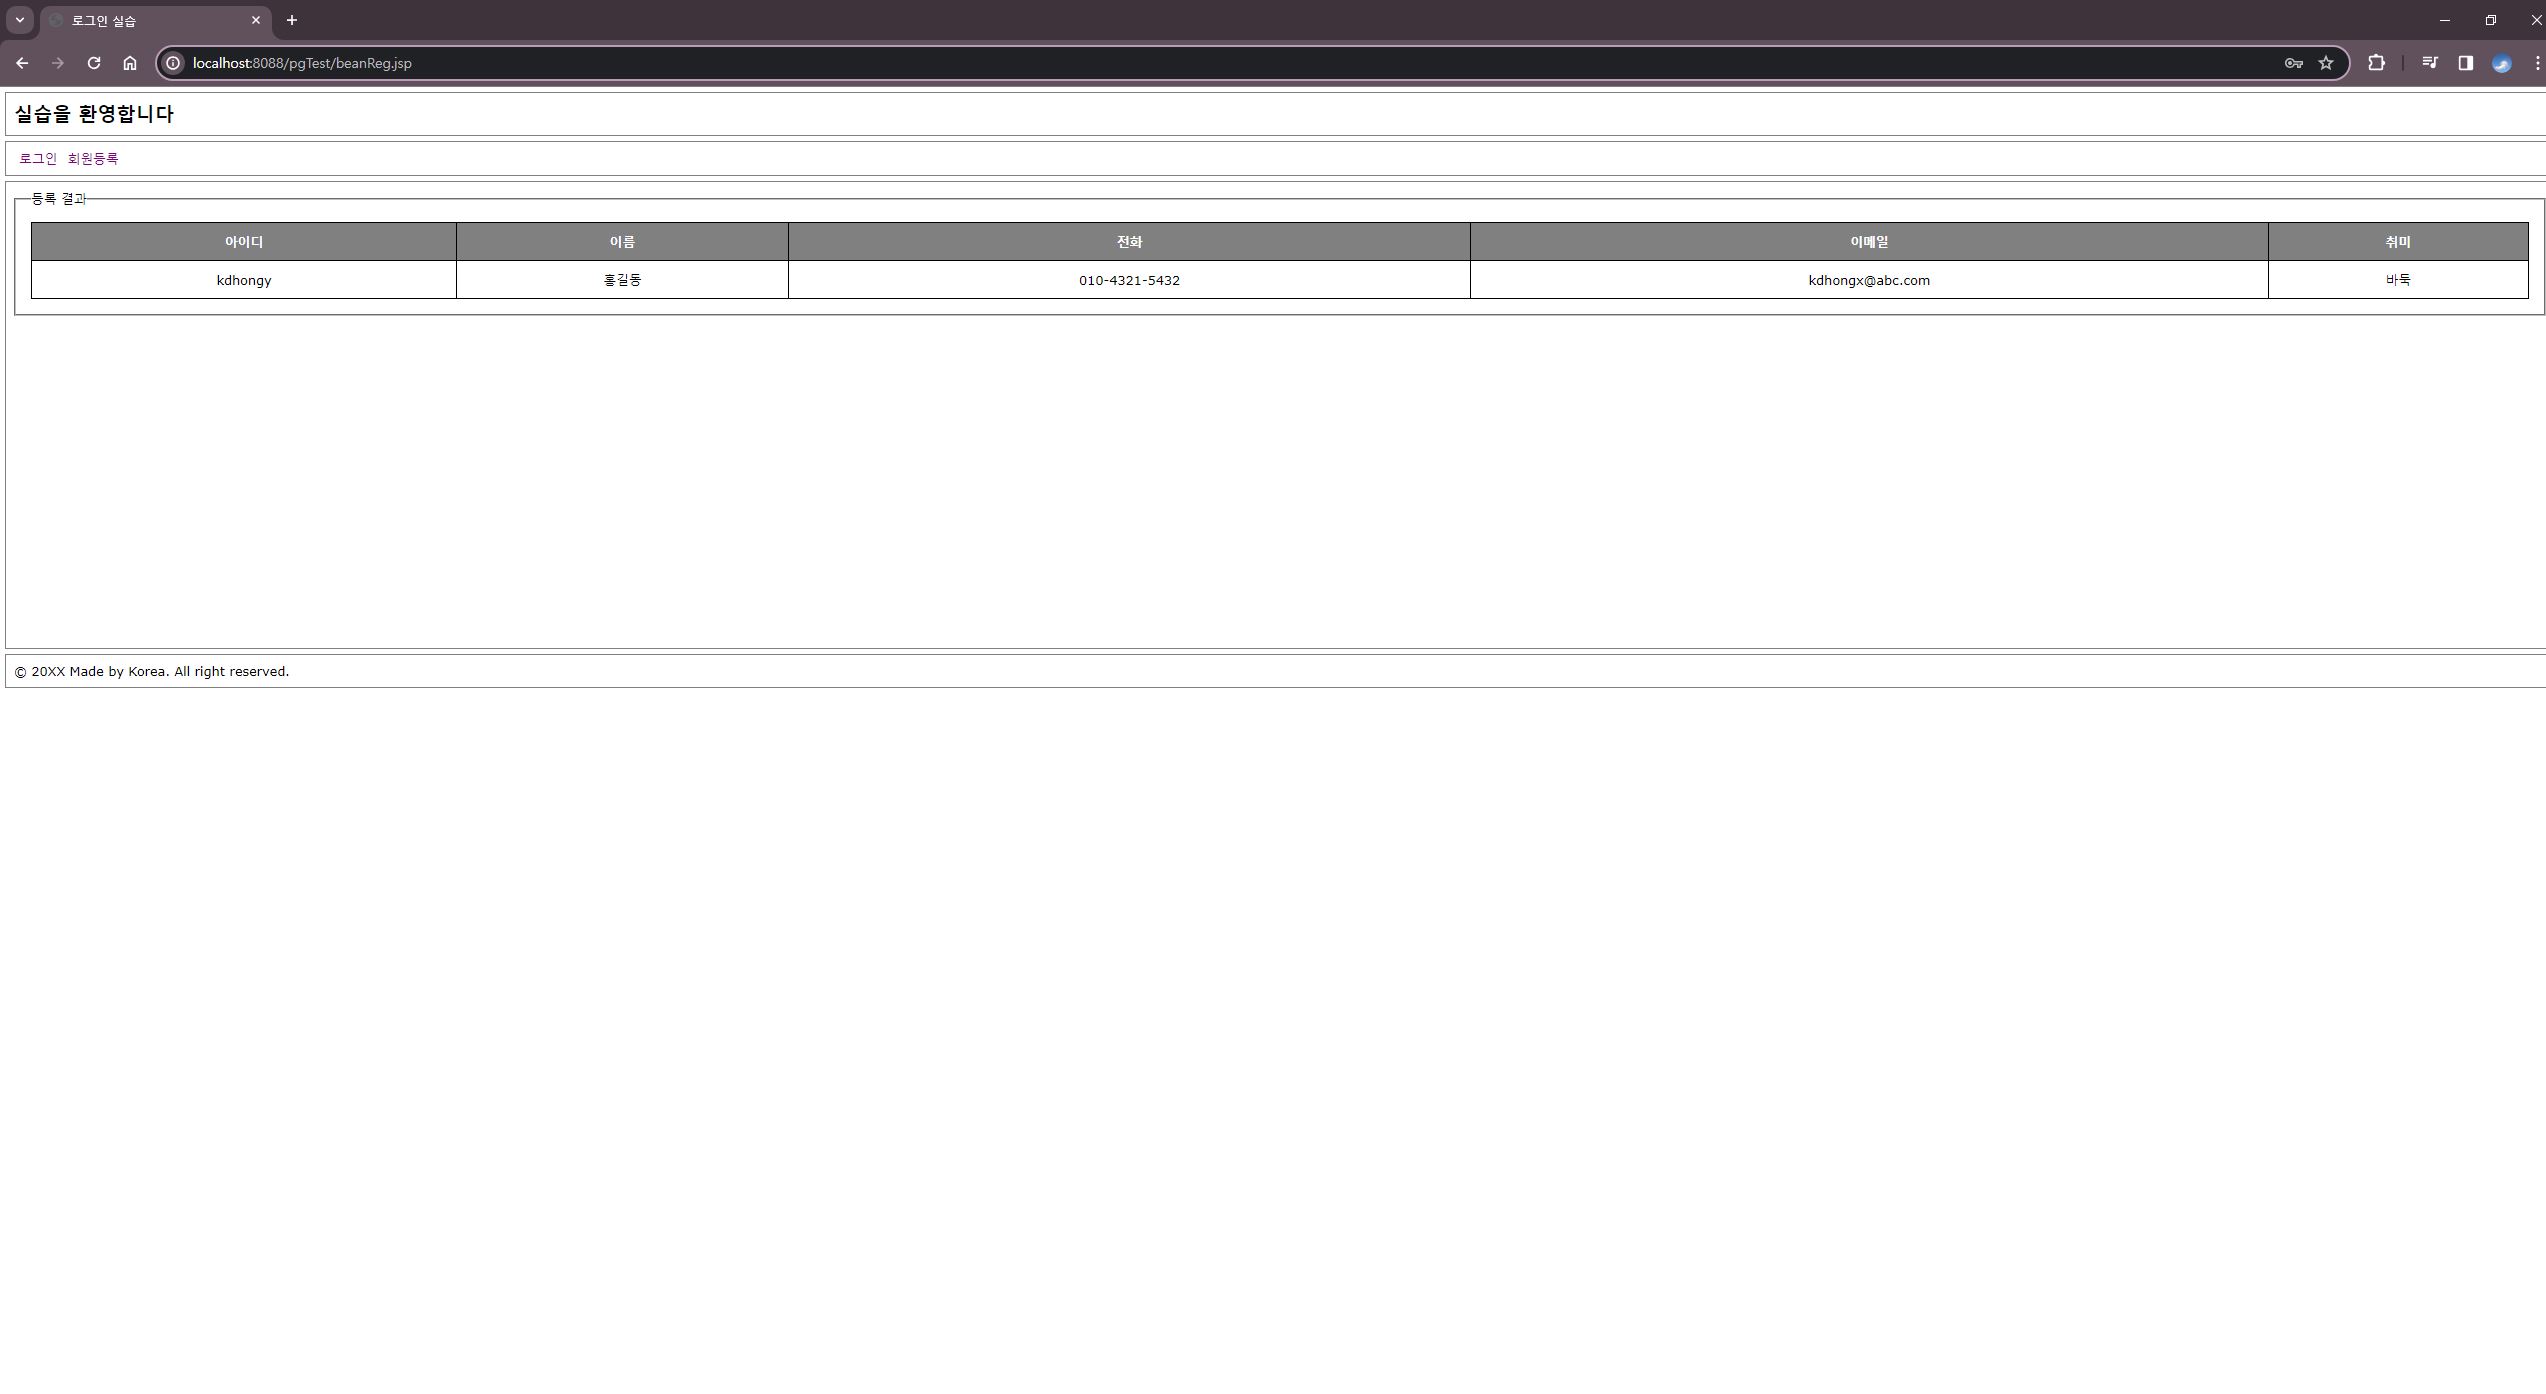 로그인 실습
localhost:8088/pgTest/beanReg.jsp
실습을 환영합니다
로그인 회원등록
등록 결과
아이디 이름 전화 이메일 취미
kdhongy 홍길동 010-4321-5432 kdhongx@abc.com 바둑
© 20XX Made by Korea. All right reserved.